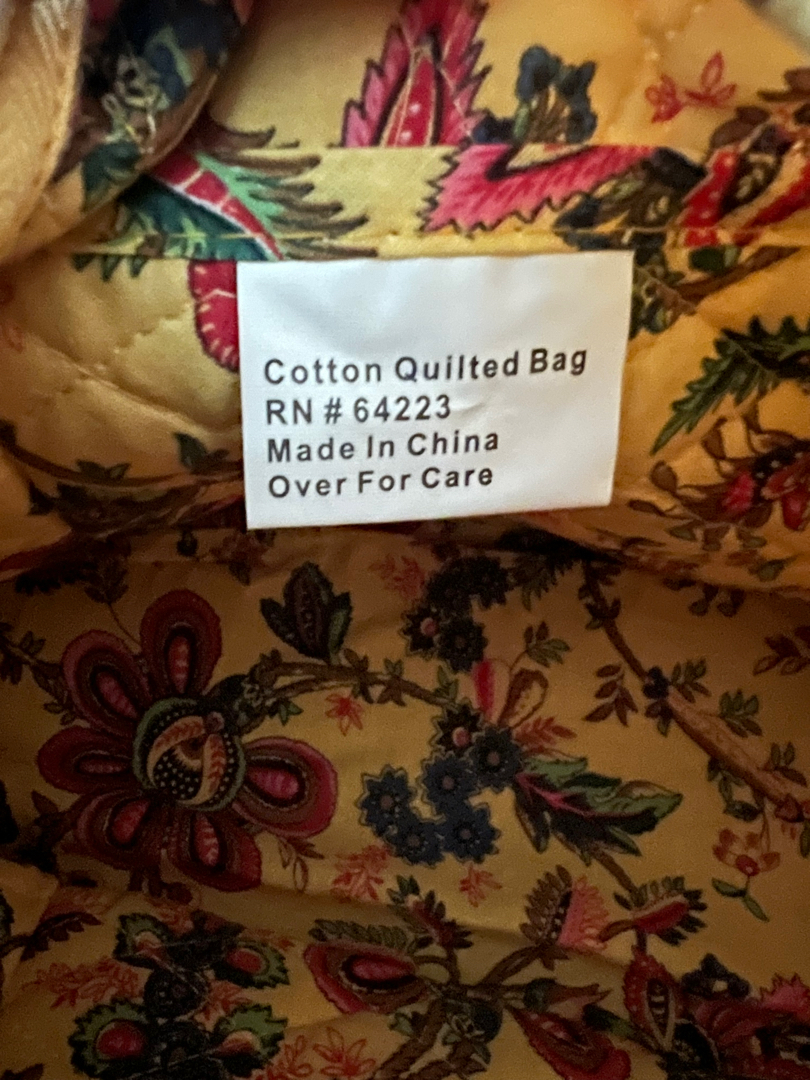 Cotton Quilted Bag
RN # 64223
Made In China
Over For Care